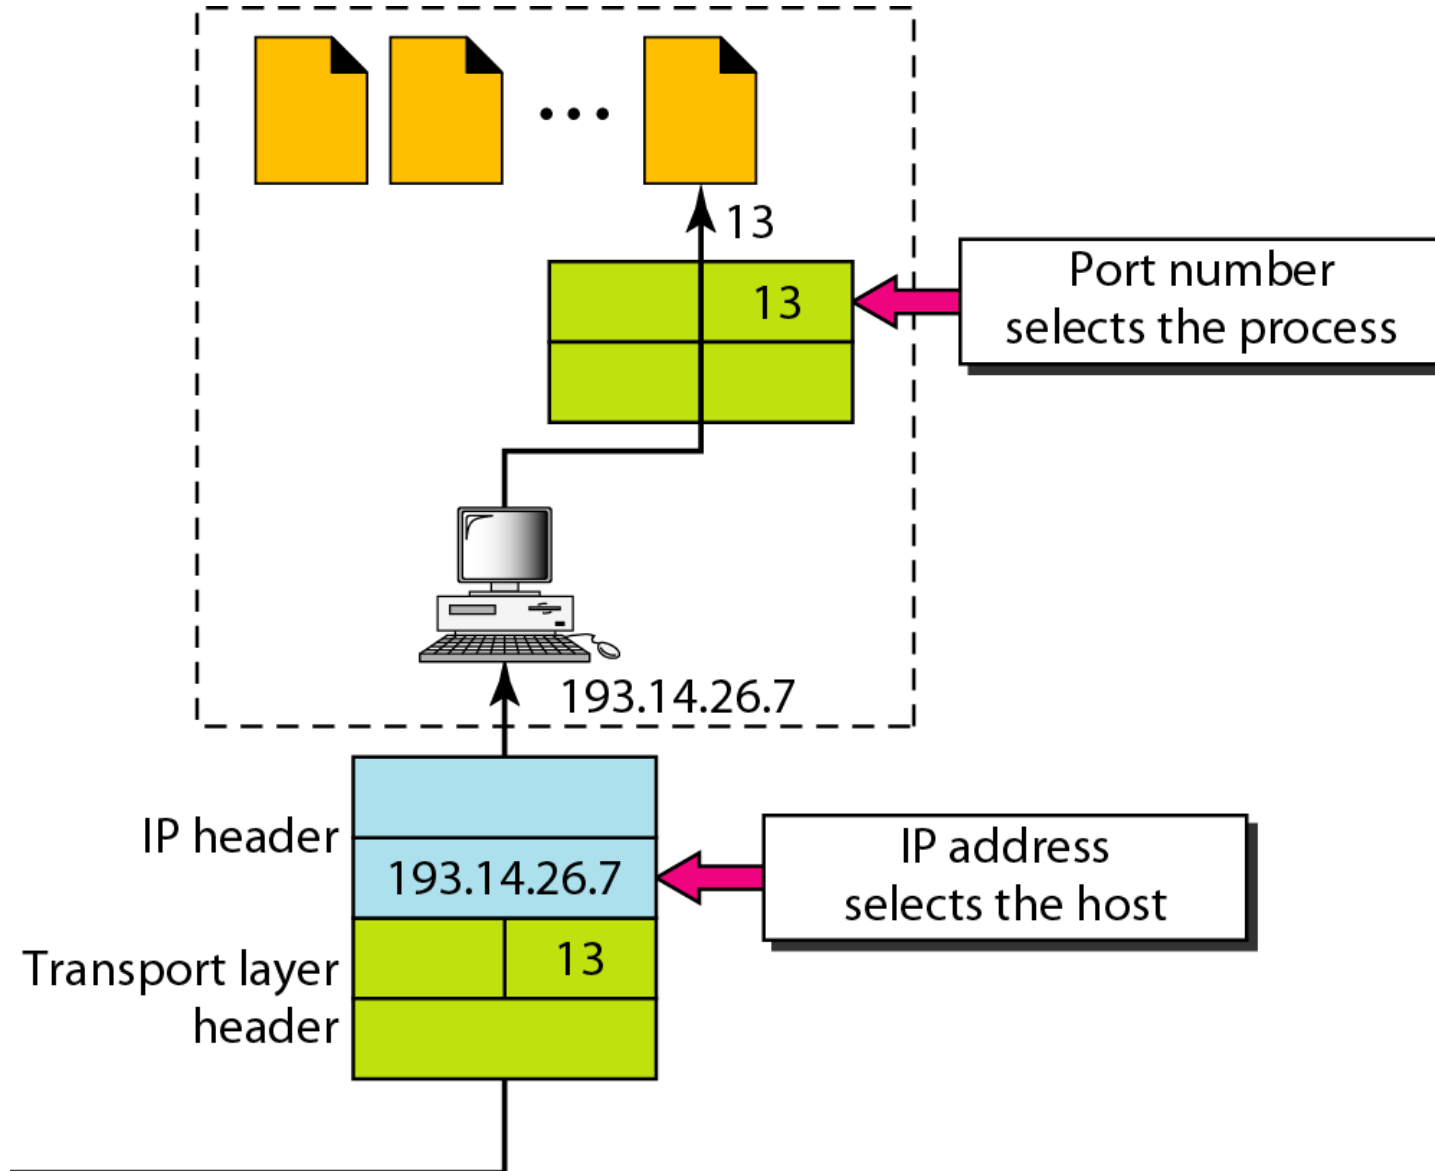 13
13
Port number
selects the process
193.14.26.7
IP header
193.14.26.7
IP address
selects the host
Transport layer
header
13